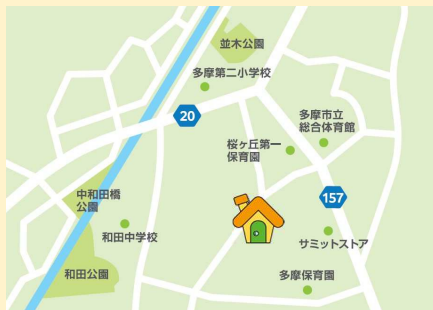 並木公園
多摩第二小学校
20
多摩市立
総合体育館
桜ヶ丘第一
保育園
中和田橋
公園
157
和田中学校
サミットストア
和田公園
多摩保育園